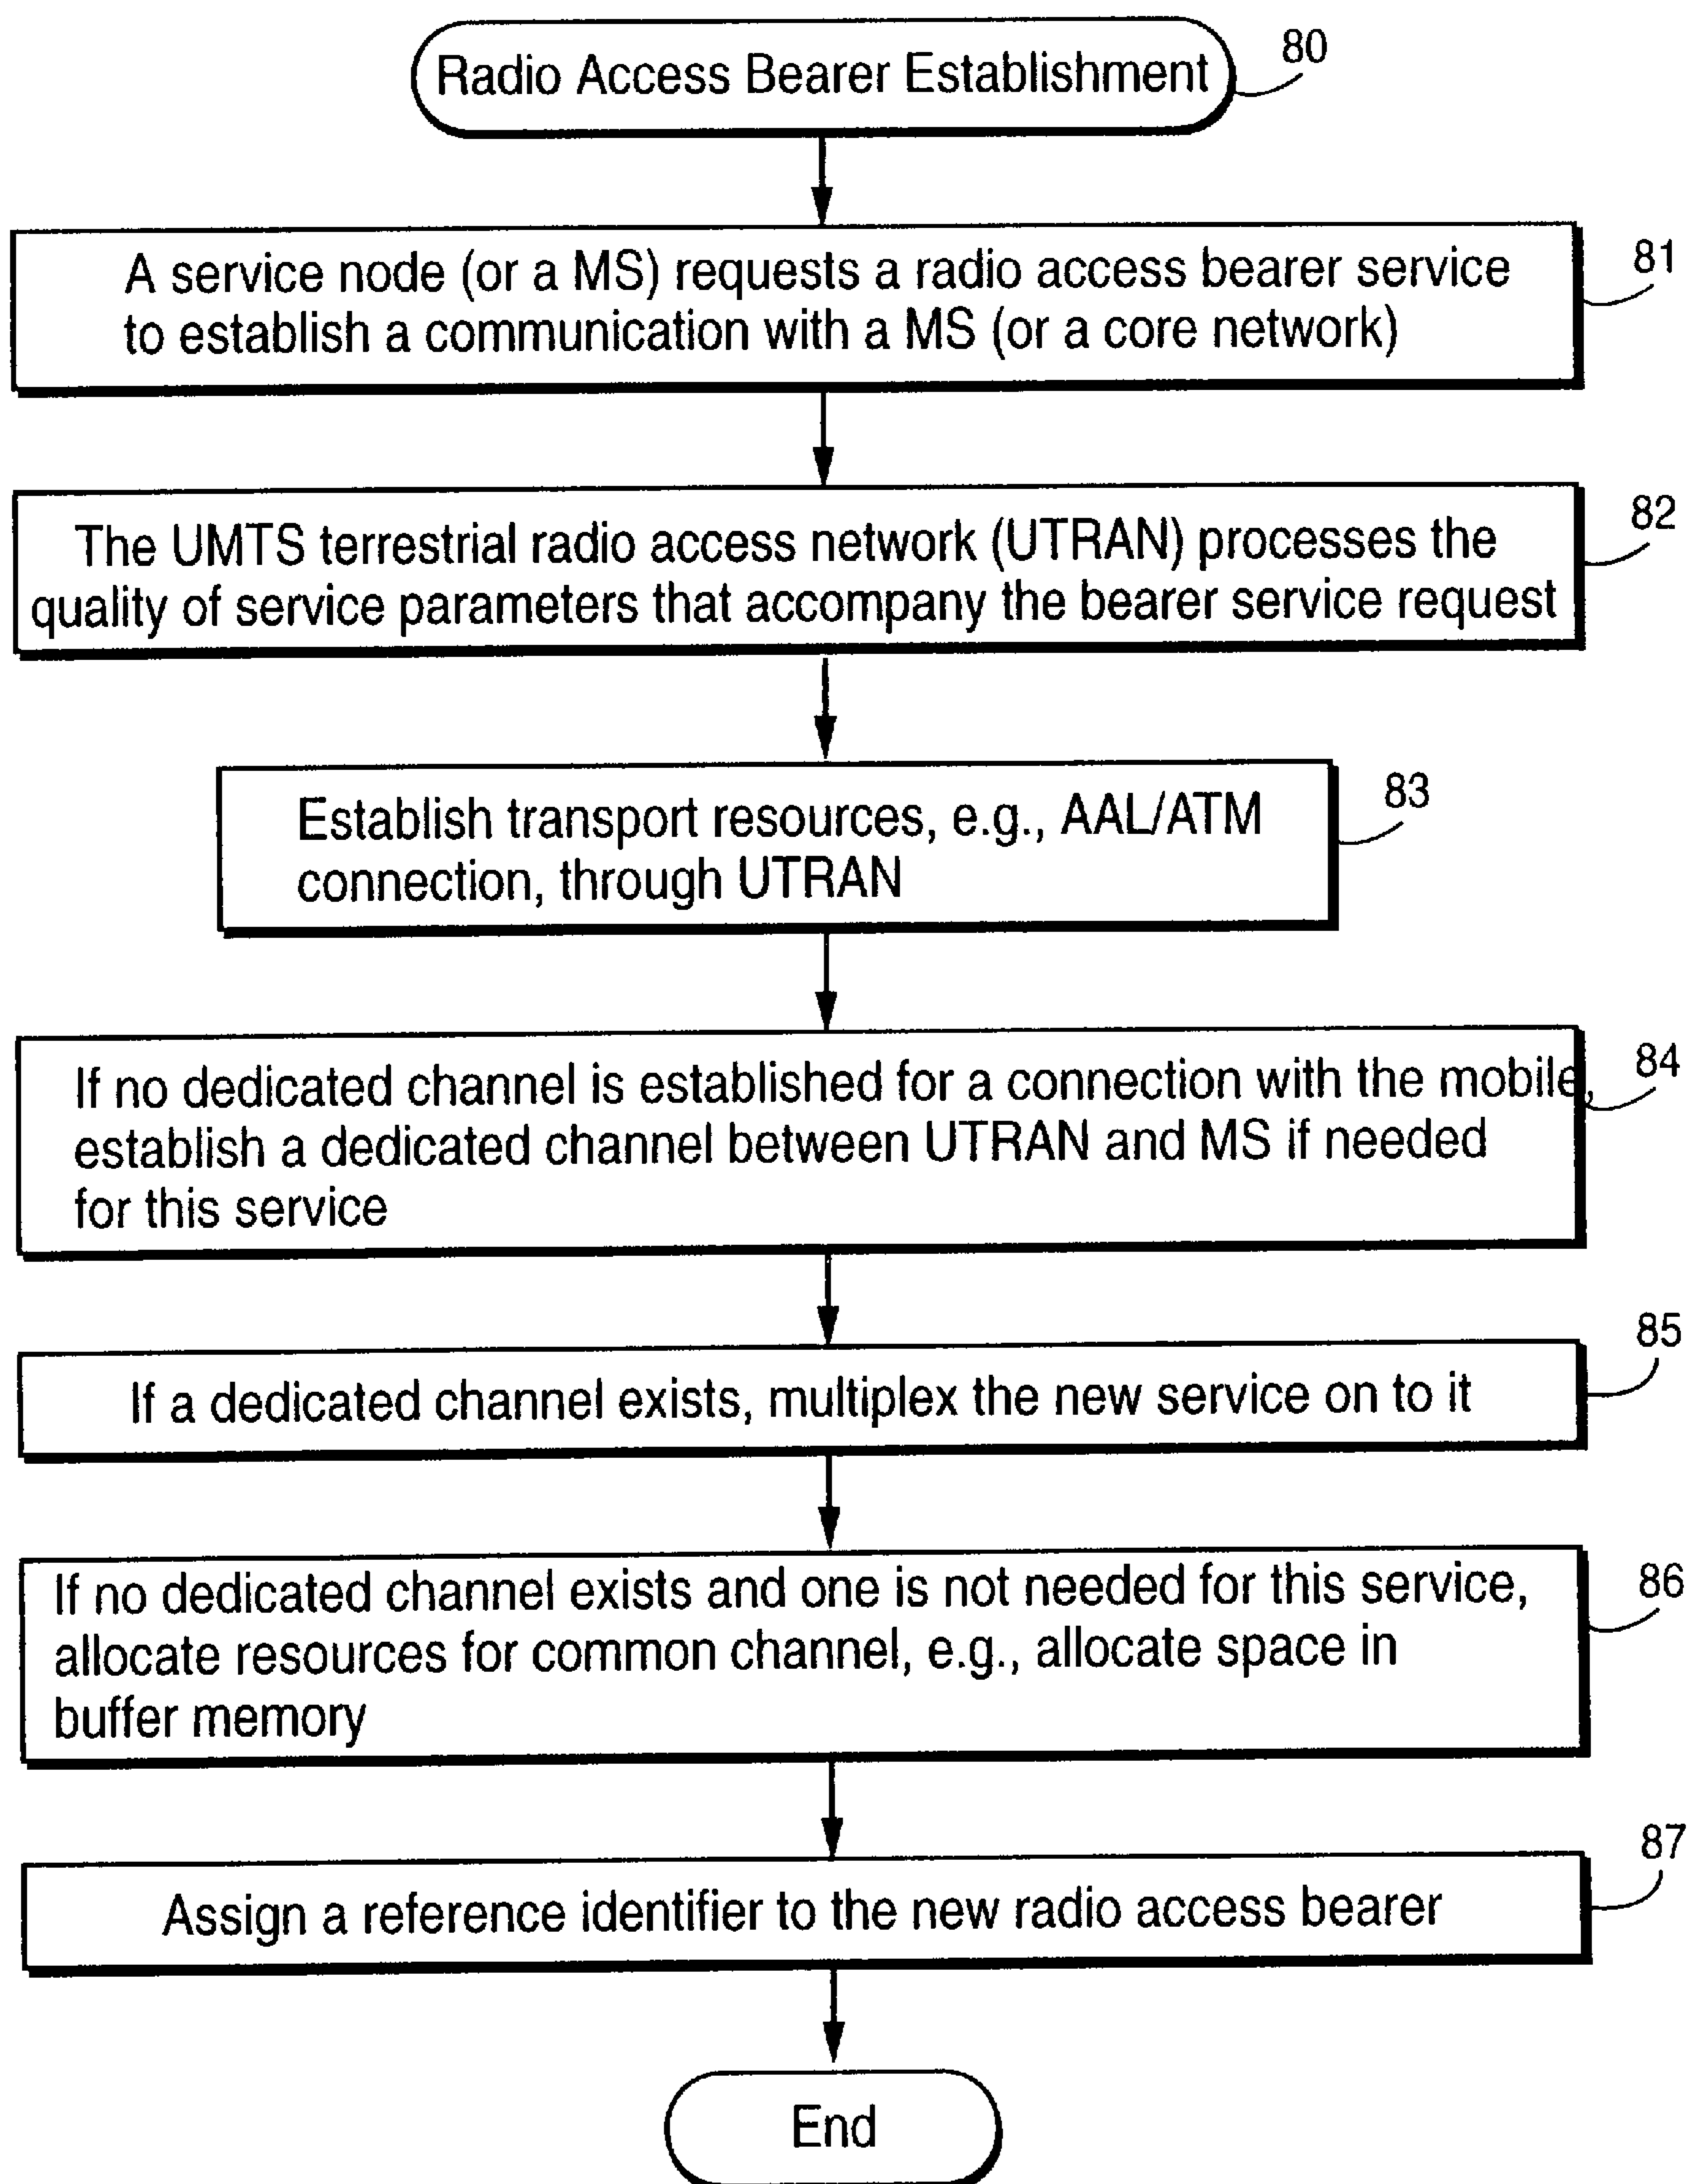 Radio Access Bearer Establishment
80
A service node (or a MS) requests a radio access bearer service
to establish a communication with a MS (or a core network)
81
The UMTS terrestrial radio access network (UTRAN) processes the
quality of service parameters that accompany the bearer service request
82
Establish transport resources, e.g., AAL/ATM
connection, through UTRAN
83
If no dedicated channel is established for a connection with the mobile,
establish a dedicated channel between UTRAN and MS if needed
for this service
84
If a dedicated channel exists, multiplex the new service on to it
85
If no dedicated channel exists and one is not needed for this service,
allocate resources for common channel, e.g., allocate space in
buffer memory
86
Assign a reference identifier to the new radio access bearer
87
End